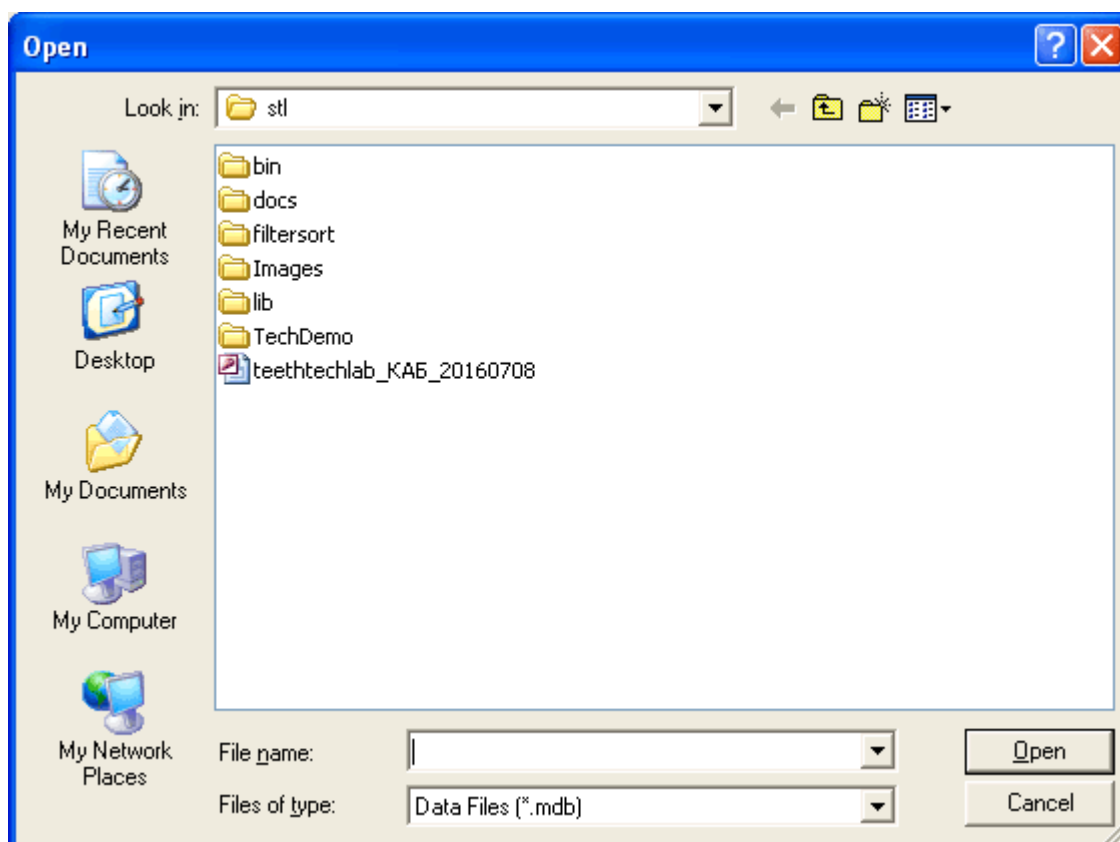 Open
Look in: stl
bin
docs
filtersort
Images
lib
TechDemo
teethtechlab_КАБ_20160708
My Recent
Documents
Desktop
My Documents
My Computer
My Network
Places
File name:
Open
Files of type: Data Files (*.mdb)
Cancel